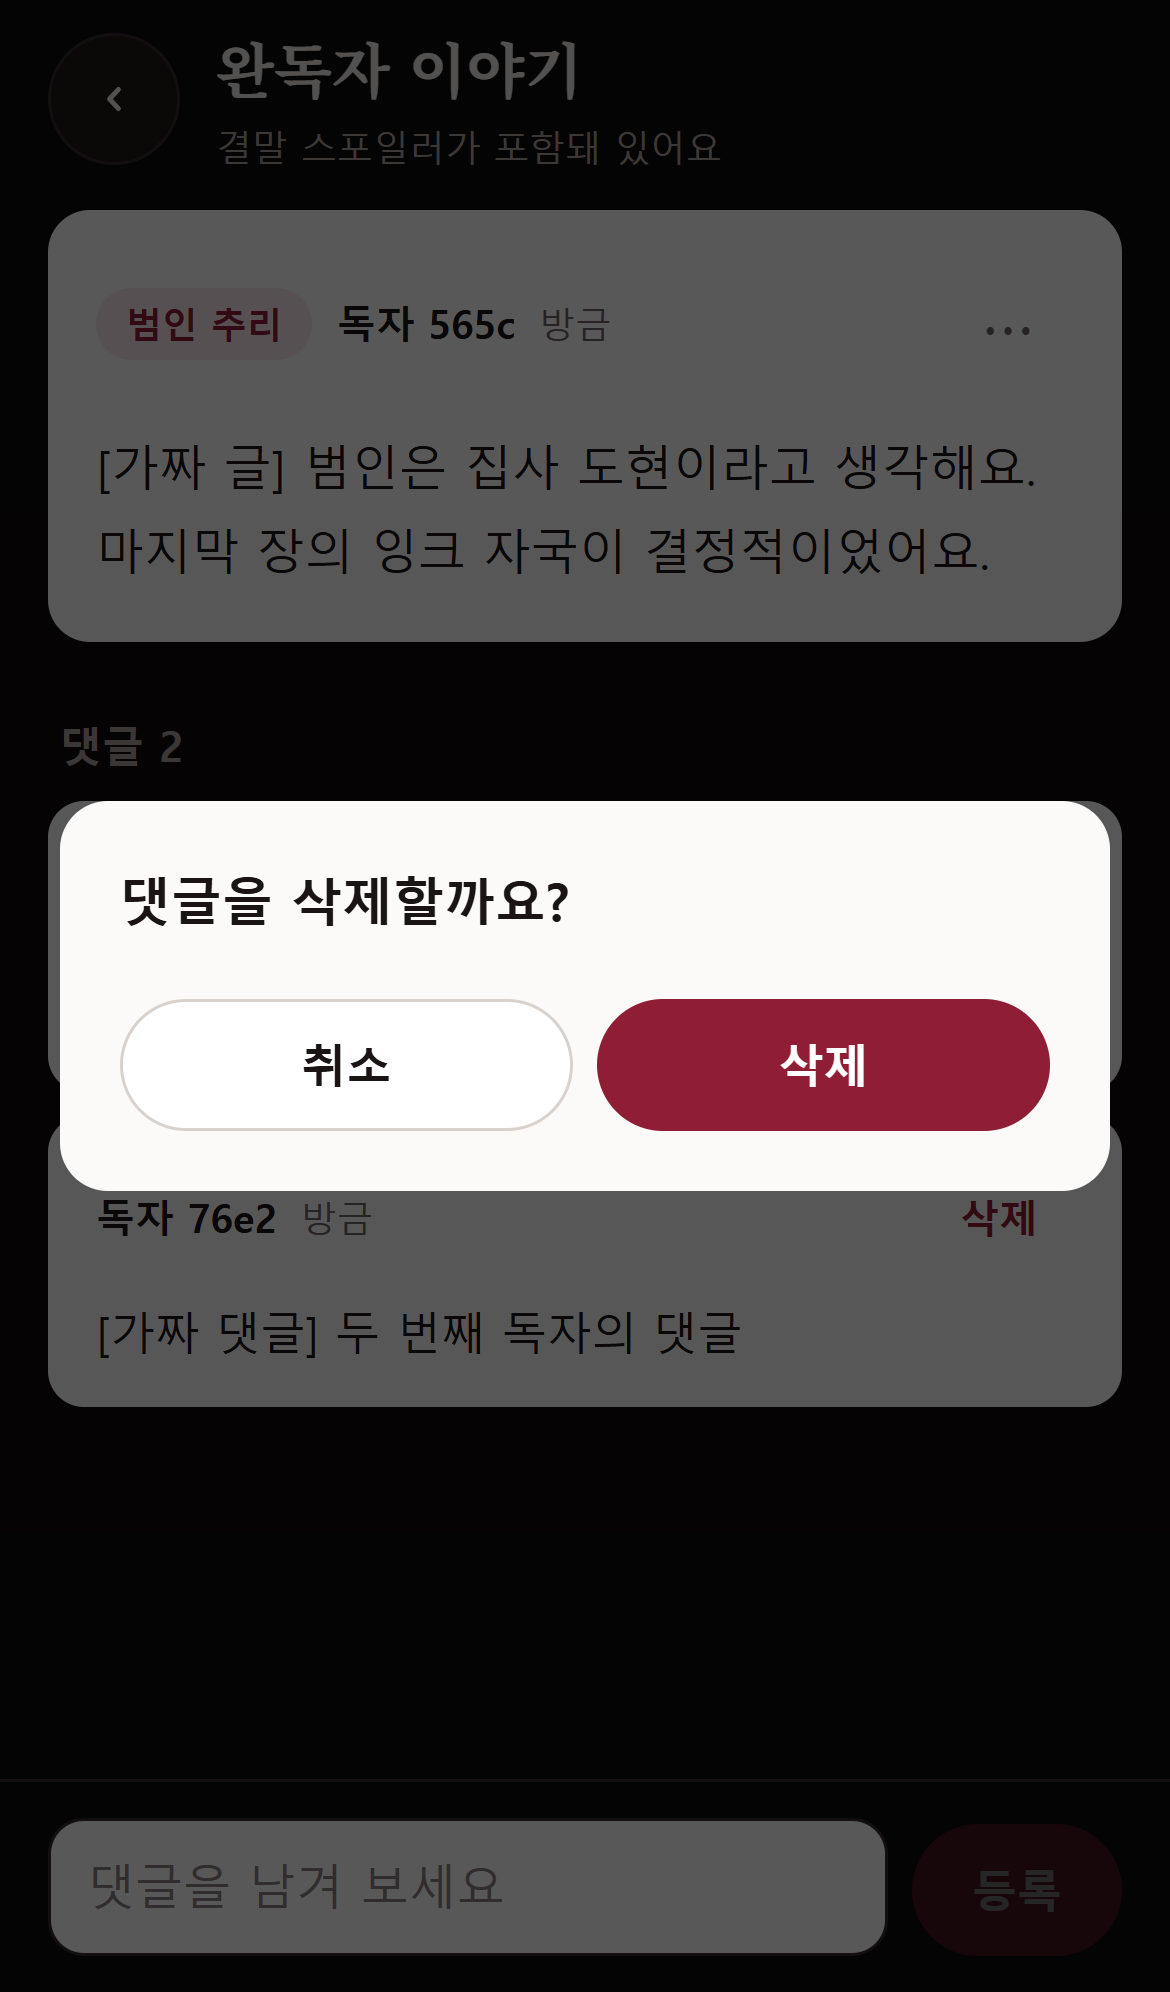 완독자 이야기
결말 스포일러가 포함돼 있어요
범인 추리 독자 565c 방금 ...
[가짜 글] 범인은 집사 도현이라고 생각해요.
마지막 장의 잉크 자국이 결정적이었어요.
댓글 2
댓글을 삭제할까요?
취소 삭제
독자 76e2 방금 삭제
[가짜 댓글] 두 번째 독자의 댓글
댓글을 남겨 보세요 등록